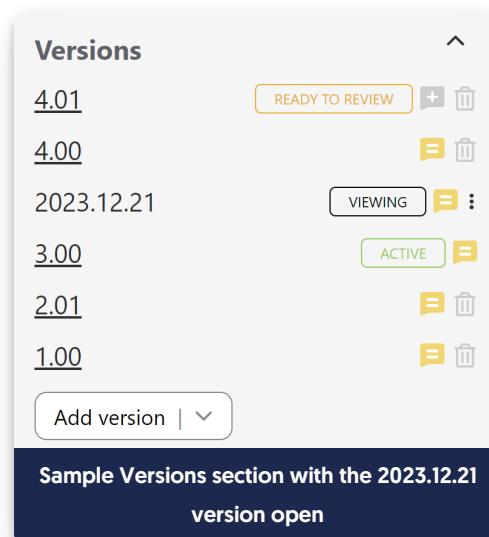 Versions
4.01 READY TO REVIEW
4.00
2023.12.21 VIEWING
3.00 ACTIVE
2.01
1.00
Add version |
Sample Versions section with the 2023.12.21
version open